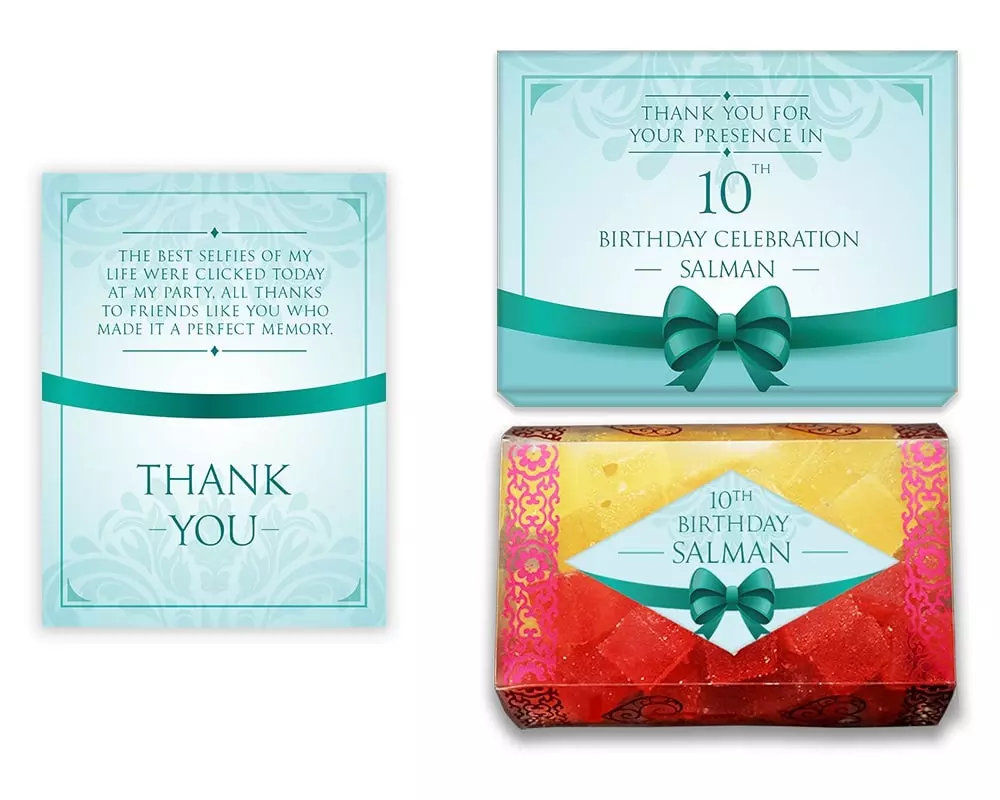 THE BEST SELFIES OF MY
LIFE WERE CLICKED TODAY
AT MY PARTY, ALL THANKS
TO FRIENDS LIKE YOU WHO
MADE IT A PERFECT MEMORY.
THANK
-YOU-
THANK YOU FOR
YOUR PRESENCE IN
10TH
BIRTHDAY CELEBRATION
— SALMAN —
10TH
BIRTHDAY
— SALMAN —